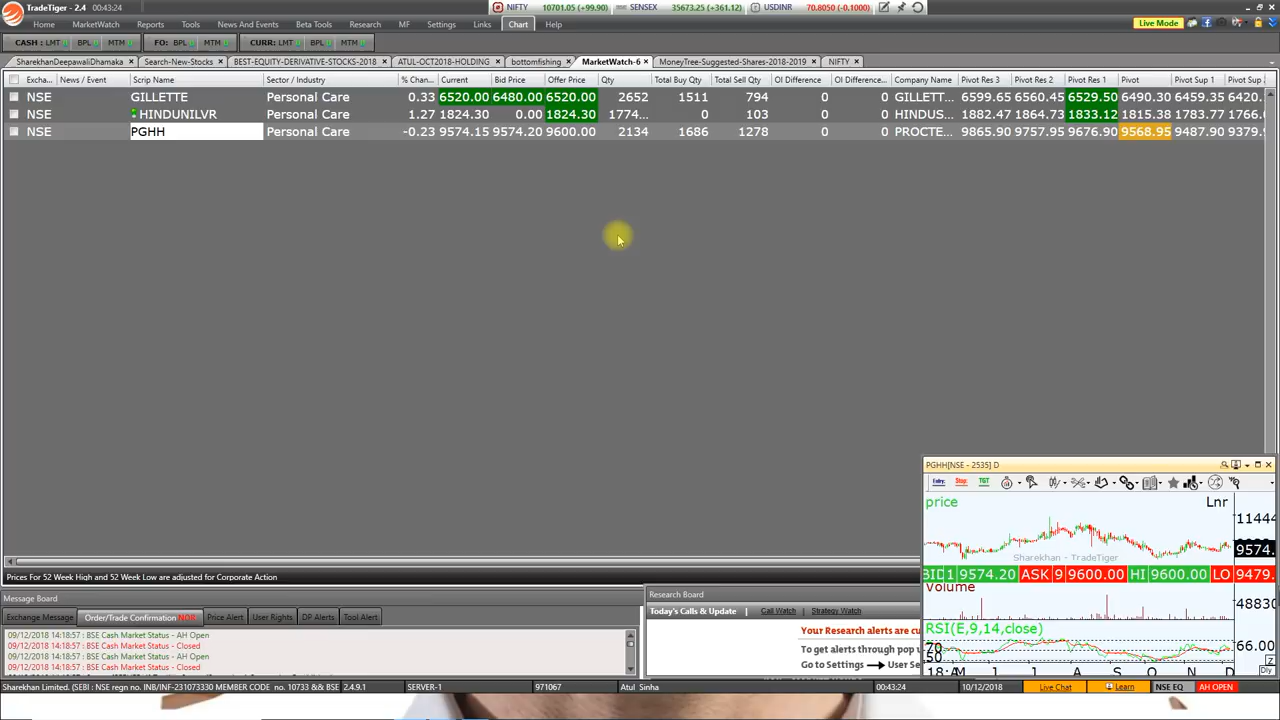 TradeTiger - 2.4 00:43:24
NIFTY 10701.05 (+99.90) SENSEX 35673.25 (+361.12) USDINR 70.8050 (-0.1000)
Home MarketWatch Reports Tools News And Events Research MF Settings Links Chart Help Live Mode
CASH : LMT BPL MTM FO: BPL MTM CURR: LMT BPL MTM
SharekhanDeepawaliDhamaka Search-New-Stocks BEST-EQUITY-DERIVATIVE-STOCKS-2018 ATUL-OCT2018-HOLDING bottomfishing MarketWatch-6 MoneyTree-Suggested-Shares-2018-2019 NIFTY
Excha... News / Event Scrip Name Sector / Industry % Chan... Current Bid Price Offer Price Qty Total Buy Qty Total Sell Qty OI Difference OI Difference... Company Name Pivot Res 3 Pivot Res 2 Pivot Res 1 Pivot Pivot Sup 1 Pivot Sup
NSE GILLETTE Personal Care 0.33 6520.00 6480.00 6520.00 2652 1511 794 0 0 GILLETT... 6599.65 6560.45 6529.50 6490.30 6459.35 6420.
NSE HINDUNILVR Personal Care 1.27 1824.30 0.00 1824.30 1774... 0 103 0 0 HINDUS... 1882.47 1864.73 1833.12 1815.38 1783.77 1766.
NSE PGHH Personal Care -0.23 9574.15 9574.20 9600.00 2134 1686 1278 0 0 PROCTE... 9865.90 9757.95 9676.90 9568.95 9487.90 9379.
PGHH[NSE - 2535] D
Entry Stop TGT
price Lnr
11444
9574.
Sharekhan - TradeTiger
BID 1 9574.20 ASK 9 9600.00 HI 9600.00 LO 9479.
Volume
48830
RSI(E,9,14,close)
70 66.00
50
18:A M J J A S O N D Dly
Prices For 52 Week High and 52 Week Low are adjusted for Corporate Action
Message Board
Exchange Message Order/Trade Confirmation NOR. Price Alert User Rights DP Alerts Tool Alert
09/12/2018 14:18:57 : BSE Cash Market Status - AH Open
09/12/2018 14:18:57 : BSE Cash Market Status - Closed
09/12/2018 14:18:57 : BSE Cash Market Status - AH Open
09/12/2018 14:18:57 : BSE Cash Market Status - Closed
Research Board
Today's Calls & Update Call Watch Strategy Watch
Your Research alerts are cu
To get alerts through pop u
Go to Settings User Se
Sharekhan Limited. (SEBI : NSE regn no. INB/INF-231073330 MEMBER CODE no. 10733 && BSE 2.4.9.1 SERVER-1 971067 Atul Sinha 00:43:24 10/12/2018 Live Chat Learn NSE EQ AH OPEN